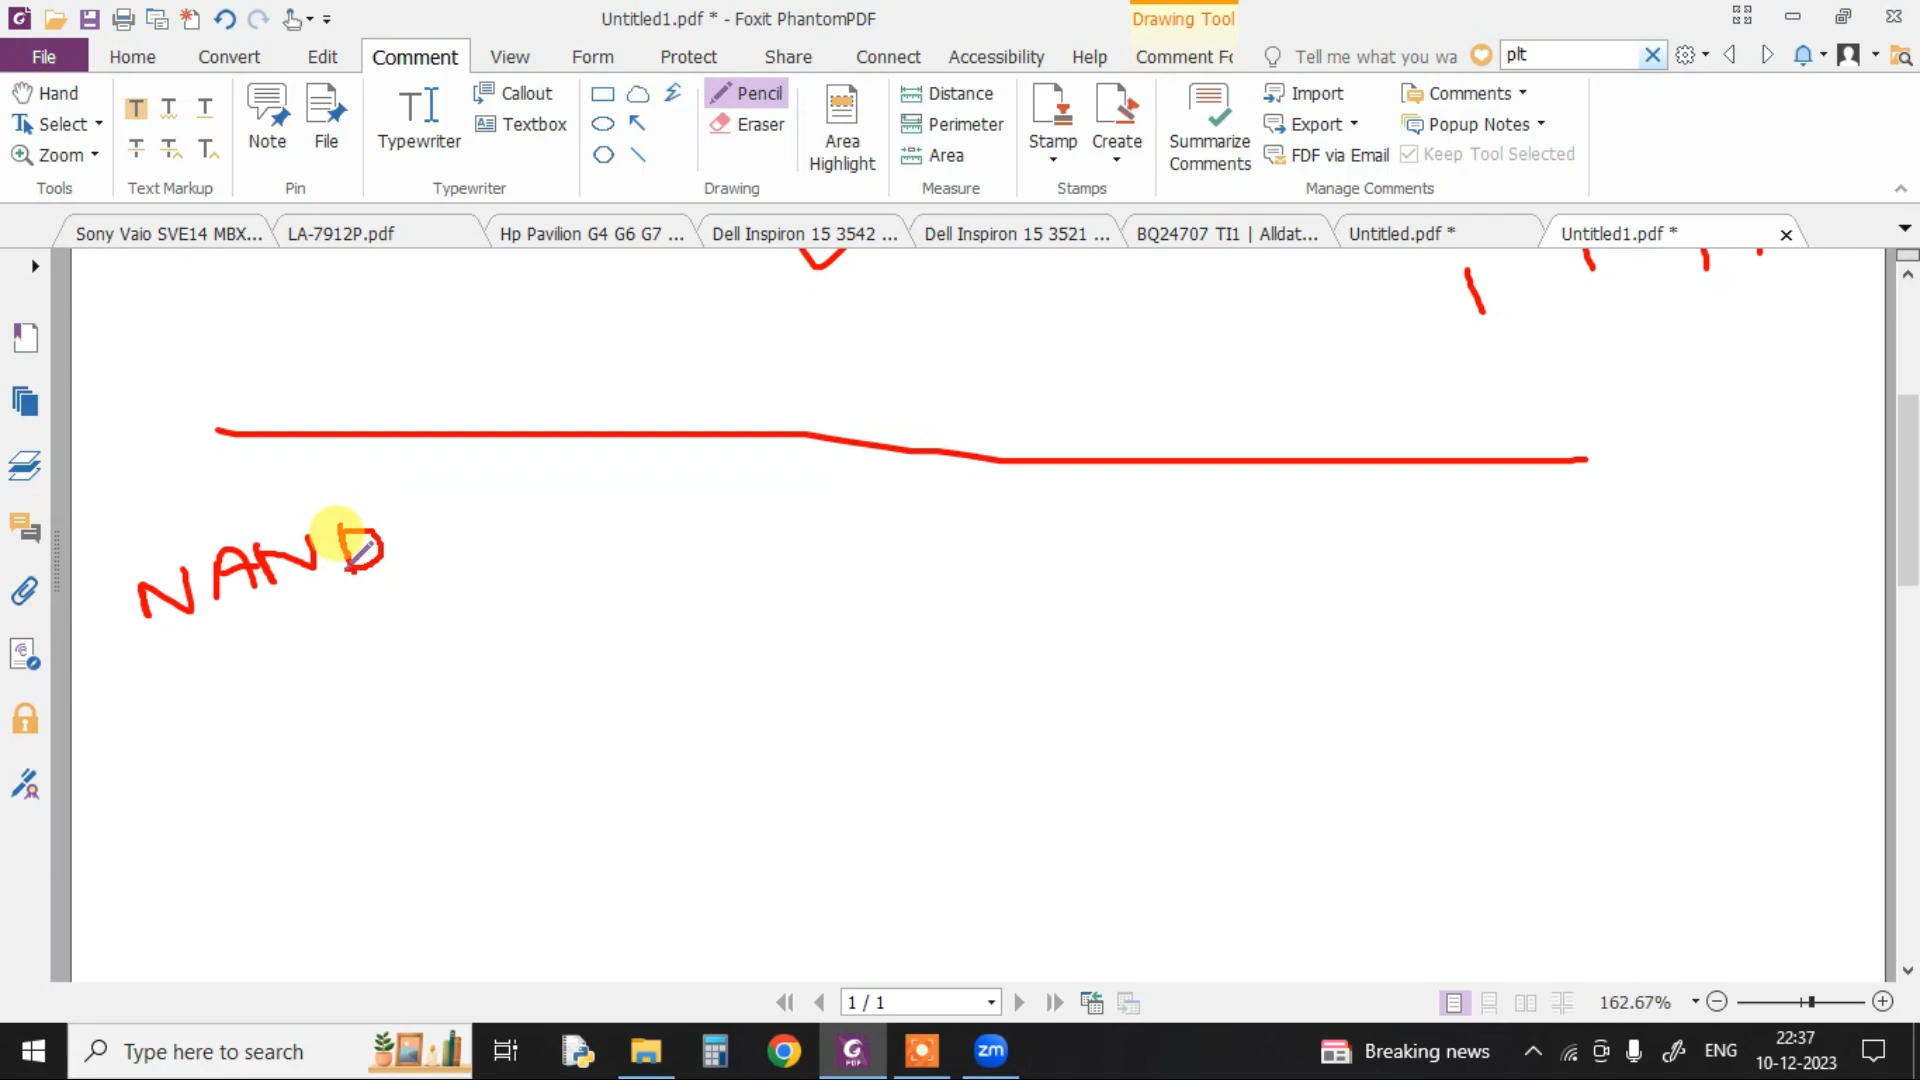 Untitled1.pdf * - Foxit PhantomPDF
Drawing Tool
File Home Convert Edit Comment View Form Protect Share Connect Accessibility Help Comment Fc Tell me what you wa plt
Hand
Select
Zoom
Tools
Text Markup
Note File
Pin
Typewriter
Callout
Textbox
Typewriter
Pencil
Eraser
Area Highlight
Drawing
Distance
Perimeter
Area
Measure
Stamp Create
Stamps
Summarize Comments
Import
Export
FDF via Email
Comments
Popup Notes
Keep Tool Selected
Manage Comments
Sony Vaio SVE14 MBX... LA-7912P.pdf Hp Pavilion G4 G6 G7 ... Dell Inspiron 15 3542 ... Dell Inspiron 15 3521 ... BQ24707 TI1 | Alldat... Untitled.pdf * Untitled1.pdf *
NAND
1 / 1
162.67%
Type here to search
zm
Breaking news
ENG
22:37
10-12-2023